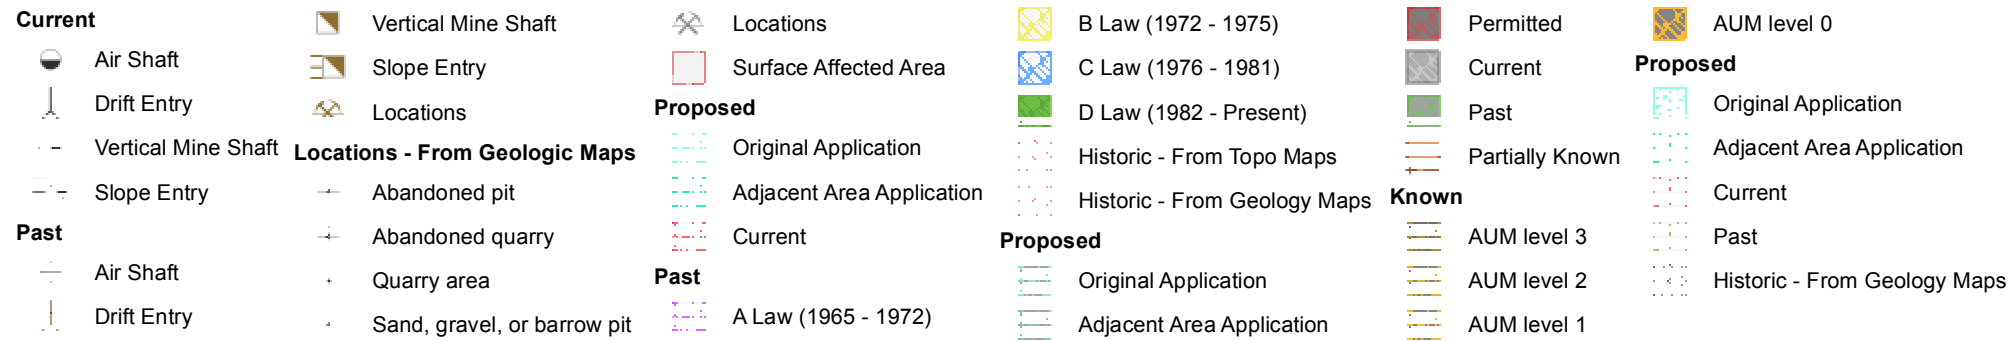 Current
Air Shaft
Drift Entry
Vertical Mine Shaft
Slope Entry
Past
Air Shaft
Drift Entry
Vertical Mine Shaft
Slope Entry
Locations
Locations - From Geologic Maps
Abandoned pit
Abandoned quarry
Quarry area
Sand, gravel, or barrow pit
Locations
Surface Affected Area
Proposed
Original Application
Adjacent Area Application
Current
Past
A Law (1965 - 1972)
B Law (1972 - 1975)
C Law (1976 - 1981)
D Law (1982 - Present)
Historic - From Topo Maps
Historic - From Geology Maps
Proposed
Original Application
Adjacent Area Application
Permitted
Current
Past
Partially Known
Known
AUM level 3
AUM level 2
AUM level 1
AUM level 0
Proposed
Original Application
Adjacent Area Application
Current
Past
Historic - From Geology Maps